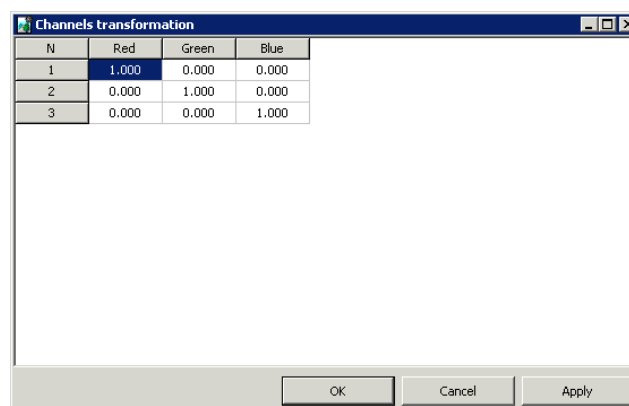 Channels transformation
N Red Green Blue
1 1.000 0.000 0.000
2 0.000 1.000 0.000
3 0.000 0.000 1.000
OK Cancel Apply